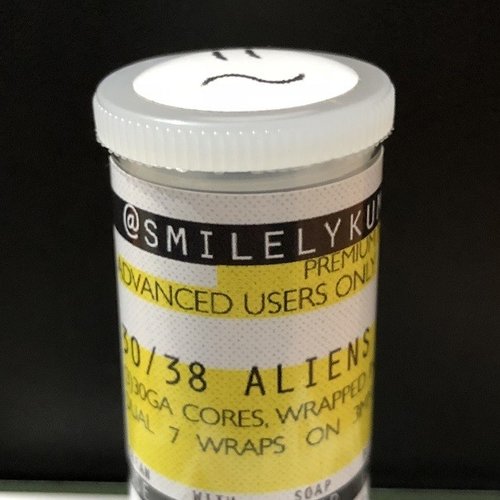 @SMILELYKU
PREMIUM
ADVANCED USERS ONLY
30/38 ALIENS
30GA CORES, WRAPPED
7 WRAPS ON
WITH SOAP